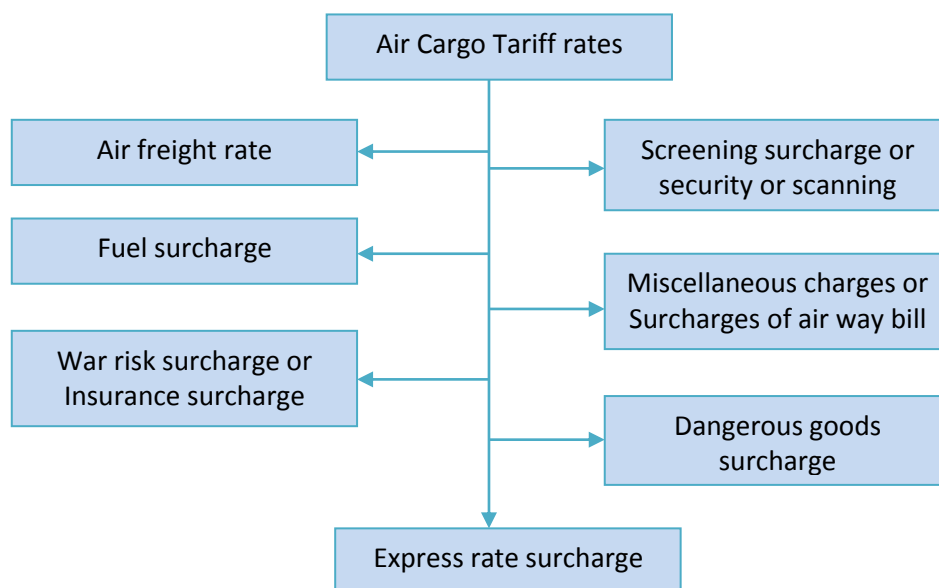 Air Cargo Tariff rates
Air freight rate
Screening surcharge or
security or scanning
Fuel surcharge
Miscellaneous charges or
Surcharges of air way bill
War risk surcharge or
Insurance surcharge
Dangerous goods
surcharge
Express rate surcharge